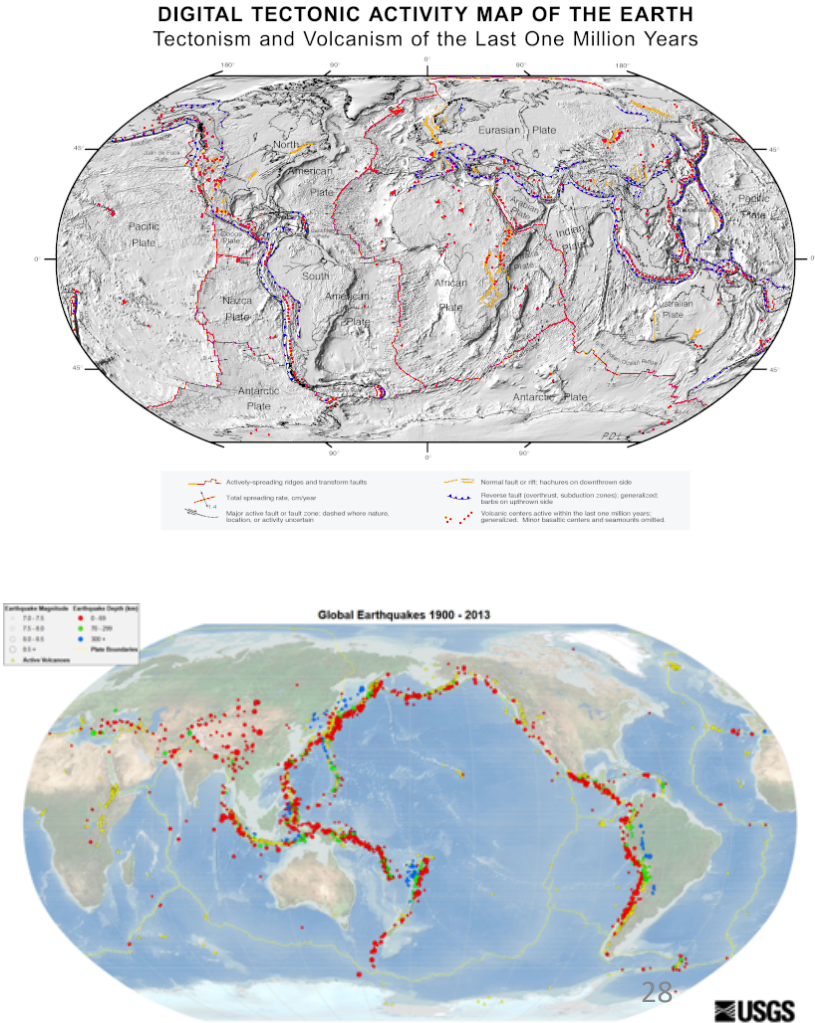 DIGITAL TECTONIC ACTIVITY MAP OF THE EARTH
Tectonism and Volcanism of the Last One Million Years
180° 90° 0° 90° 180°
Eurasian Plate
North
American
Plate
45° 45°
Pacific
Plate
Pacific
Plate
Arabian
Plate
Indian
Plate
0° 0°
Plate
South
American
Plate
Nazca
Plate
African
Plate
Plate
Australian
Plate
45° 45°
Antarctic
Plate
Antarctic Plate
90° 0° 90°
Actively-spreading ridges and transform faults
Total spreading rate, cm/year
Major active fault or fault zone; dashed where nature,
location, or activity uncertain
Normal fault or rift; hachures on downthrown side
Reverse fault (overthrust, subduction zones); generalized;
barbs on upthrown side
Volcanic centers active within the last one million years;
generalized. Minor basaltic centers and seamounts omitted.
Global Earthquakes 1900 - 2013
Earthquake Magnitude Earthquake Depth (km)
7.0 - 7.5 0 - 69
7.5 - 8.0 70 - 299
8.0 - 8.5 300 +
8.5 + Plate Boundaries
Active Volcanoes
28
USGS